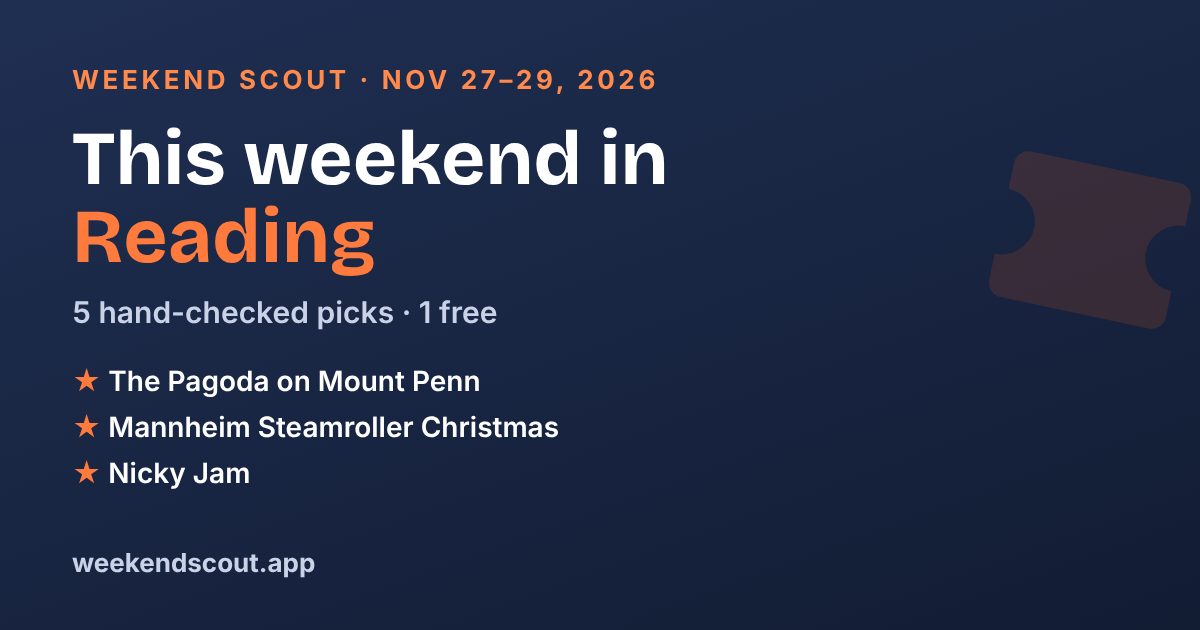 WEEKEND SCOUT · NOV 27–29, 2026
This weekend in
Reading
5 hand-checked picks · 1 free
★ The Pagoda on Mount Penn
★ Mannheim Steamroller Christmas
★ Nicky Jam
weekendscout.app